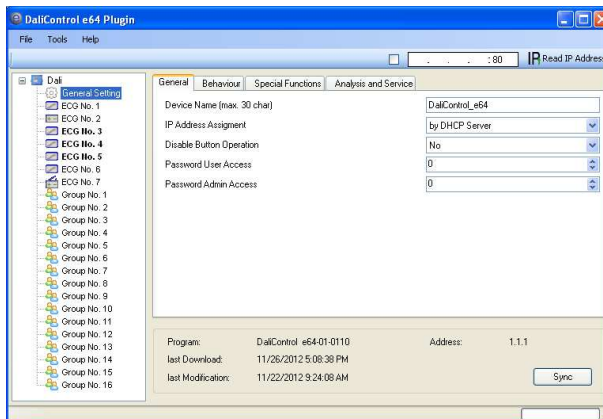 DaliControl e64 Plugin
File Tools Help
. . . :80 IP Read IP Address
Dali
General Setting
ECG No. 1
ECG No. 2
ECG No. 3
ECG No. 4
ECG No. 5
ECG No. 6
ECG No. 7
Group No. 1
Group No. 2
Group No. 3
Group No. 4
Group No. 5
Group No. 6
Group No. 7
Group No. 8
Group No. 9
Group No. 10
Group No. 11
Group No. 12
Group No. 13
Group No. 14
Group No. 15
Group No. 16
General Behaviour Special Functions Analysis and Service
Device Name (max. 30 char) DaliControl_e64
IP Address Assigment by DHCP Server
Disable Button Operation No
Password User Access 0
Password Admin Access 0
Program: DaliControl e64-01-0110 Address: 1.1.1
last Download: 11/26/2012 5:08:38 PM
last Modification: 11/22/2012 9:24:08 AM
Sync